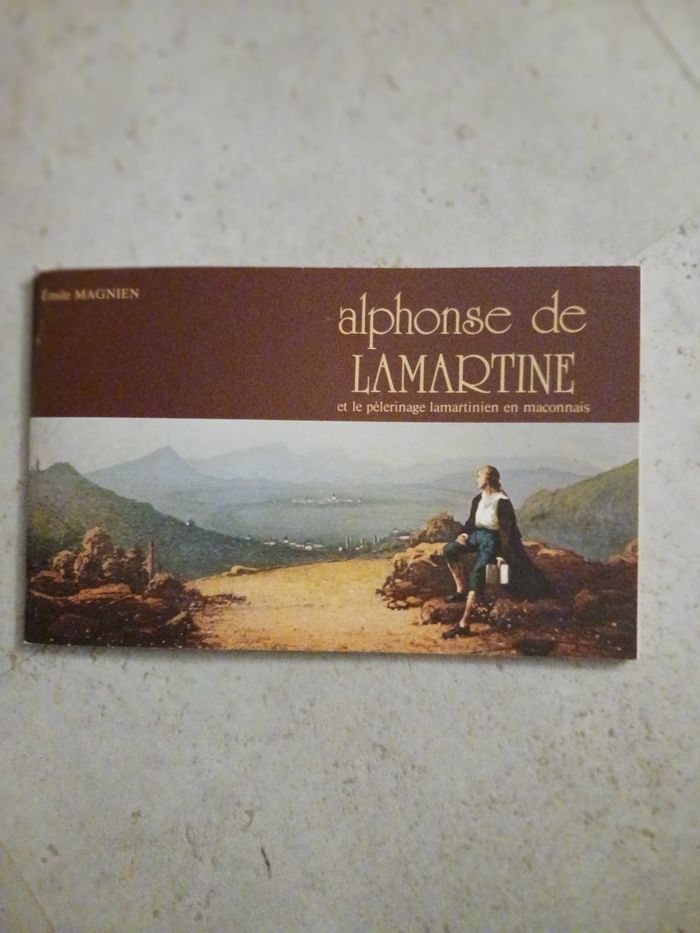 Émile MAGNIEN
alphonse de
LAMARTINE
et le pèlerinage lamartinien en maconnais